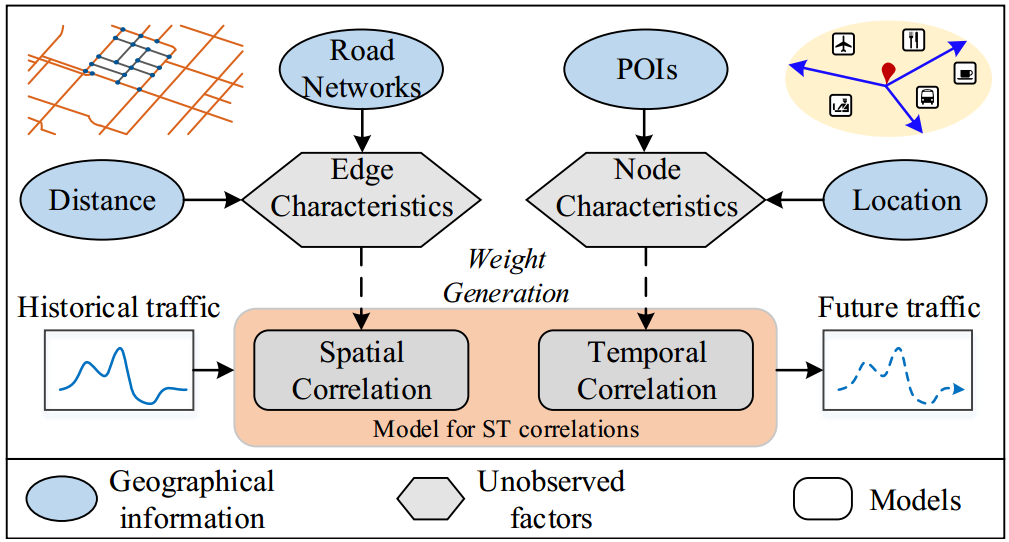 Road
Networks
POIs
Distance
Edge
Characteristics
Node
Characteristics
Location
Weight
Generation
Historical traffic
Future traffic
Spatial
Correlation
Temporal
Correlation
Model for ST correlations
Geographical
information
Unobserved
factors
Models